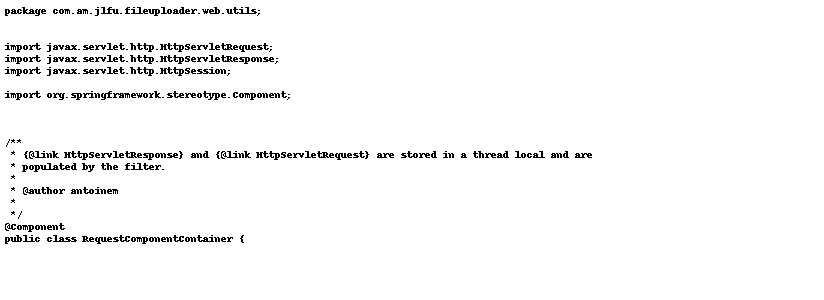 package com.am.jlfu.fileuploader.web.utils;
import javax.servlet.http.HttpServletRequest;
import javax.servlet.http.HttpServletResponse;
import javax.servlet.http.HttpSession;
import org.springframework.stereotype.Component;
/**
 * {@link HttpServletResponse} and {@link HttpServletRequest} are stored in a thread local and are
 * populated by the filter.
 *
 * @author antoinem
 *
 */
@Component
public class RequestComponentContainer {